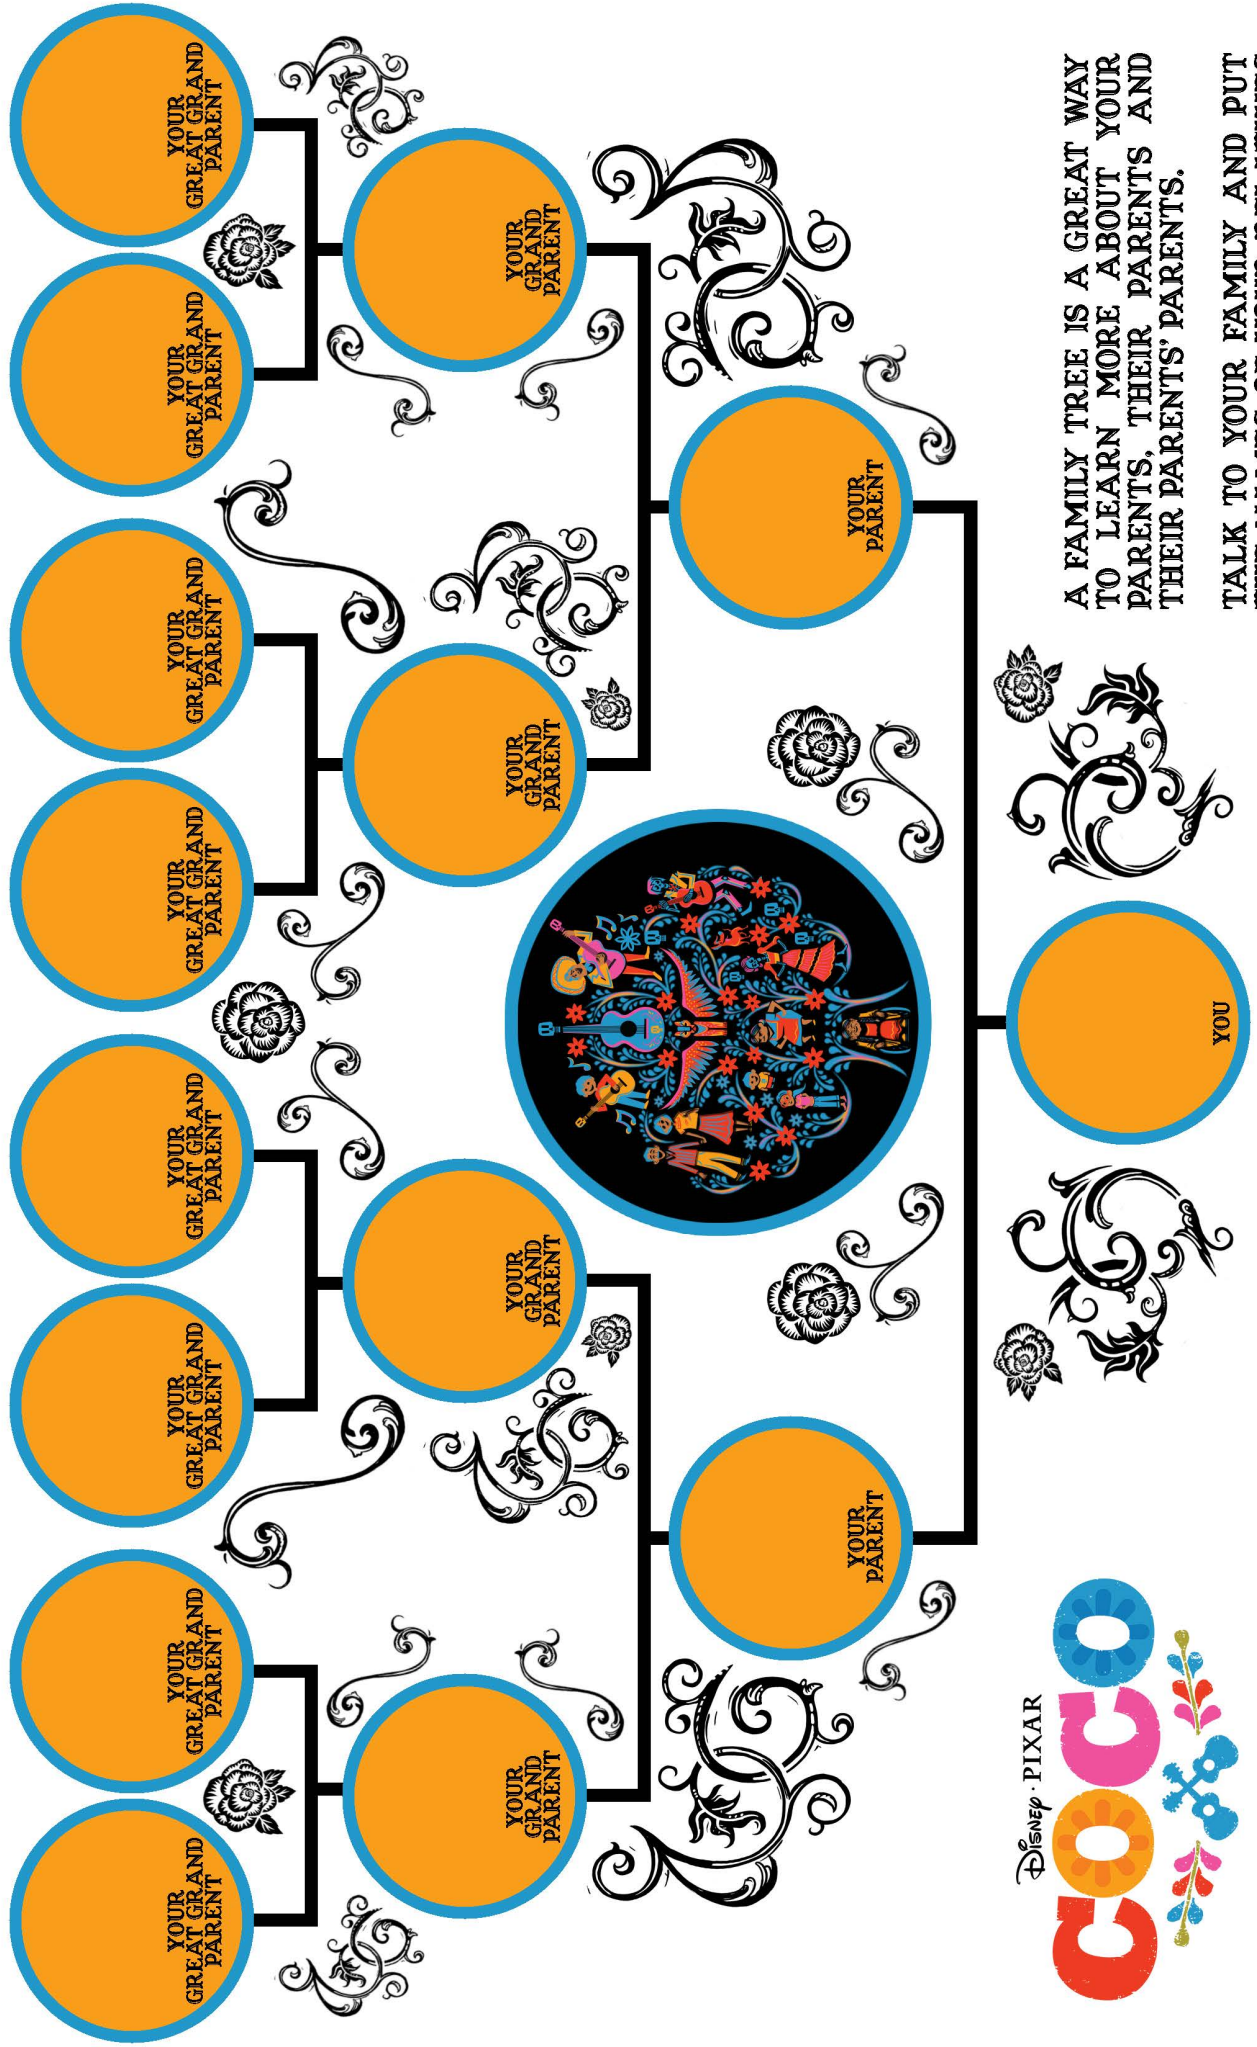 YOUR
GREAT GRAND
PARENT
YOUR
GREAT GRAND
PARENT
YOUR
GREAT GRAND
PARENT
YOUR
GREAT GRAND
PARENT
YOUR
GREAT GRAND
PARENT
YOUR
GREAT GRAND
PARENT
YOUR
GREAT GRAND
PARENT
YOUR
GREAT GRAND
PARENT
YOUR
GRAND
PARENT
YOUR
GRAND
PARENT
YOUR
GRAND
PARENT
YOUR
GRAND
PARENT
YOUR
PARENT
YOUR
PARENT
DISNEY · PIXAR
COCO
YOU
A FAMILY TREE IS A GREAT WAY
TO LEARN MORE ABOUT YOUR
PARENTS, THEIR PARENTS AND
THEIR PARENTS' PARENTS.
TALK TO YOUR FAMILY AND PUT